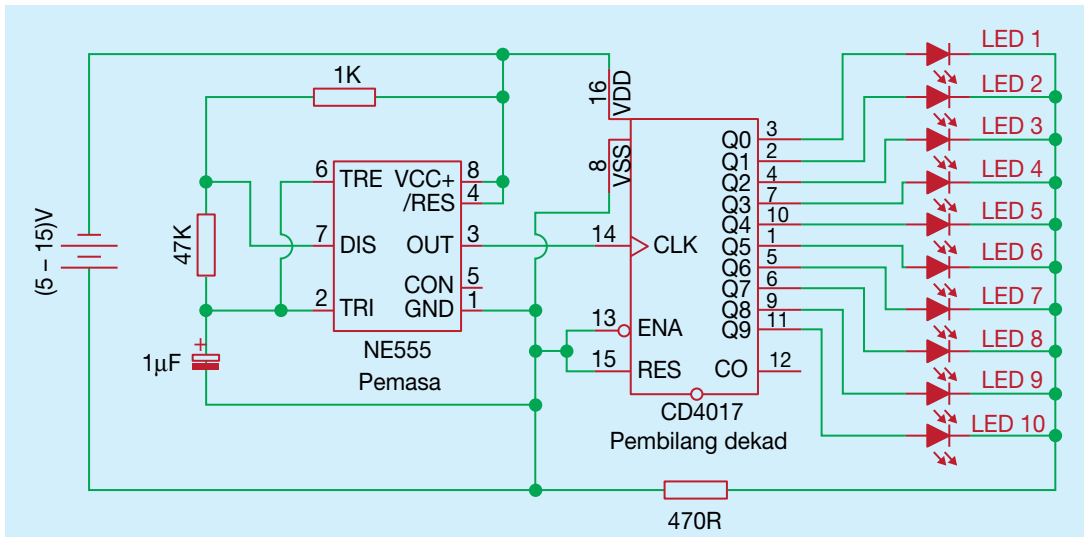 (5 – 15)V
1K
47K
1µF
+
6 TRE
7 DIS
2 TRI
VCC+ 8
/RES 4
OUT 3
CON 5
GND 1
NE555
Pemasa
16 VDD
8 VSS
14 CLK
13 ENA
15 RES
Q0 3
Q1 2
Q2 4
Q3 7
Q4 10
Q5 1
Q6 5
Q7 6
Q8 9
Q9 11
CO 12
CD4017
Pembilang dekad
LED 1
LED 2
LED 3
LED 4
LED 5
LED 6
LED 7
LED 8
LED 9
LED 10
470R